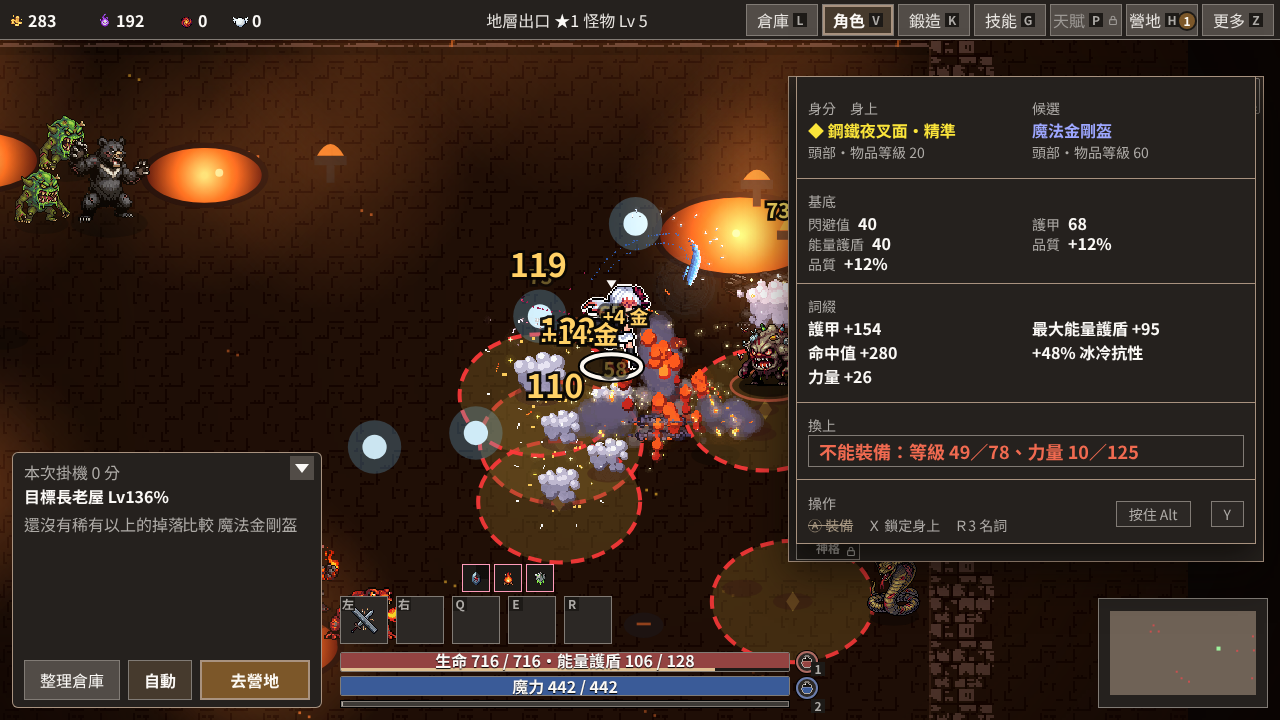 283 192 0 0
地層出口 ★1 怪物 Lv 5
倉庫 L
角色 V
鍛造 K
技能 G
天賦 P
營地 H 1
更多 Z
身分 身上
候選
◆ 鋼鐵夜叉面・精準
魔法金剛盔
頭部・物品等級 20
頭部・物品等級 60
基底
閃避值 40
護甲 68
能量護盾 40
品質 +12%
品質 +12%
詞綴
護甲 +154
最大能量護盾 +95
命中值 +280
+48% 冰冷抗性
力量 +26
換上
不能裝備：等級 49／78、力量 10／125
操作
Ⓐ 裝備 X 鎖定身上 R3 名詞
按住 Alt
Y
神格
73
119
+4 金
+14 金
58
110
本次掛機 0 分
目標長老屋 Lv136%
還沒有稀有以上的掉落比較 魔法金剛盔
整理倉庫
自動
去營地
左
右
Q
E
R
生命 716 / 716・能量護盾 106 / 128
1
魔力 442 / 442
2